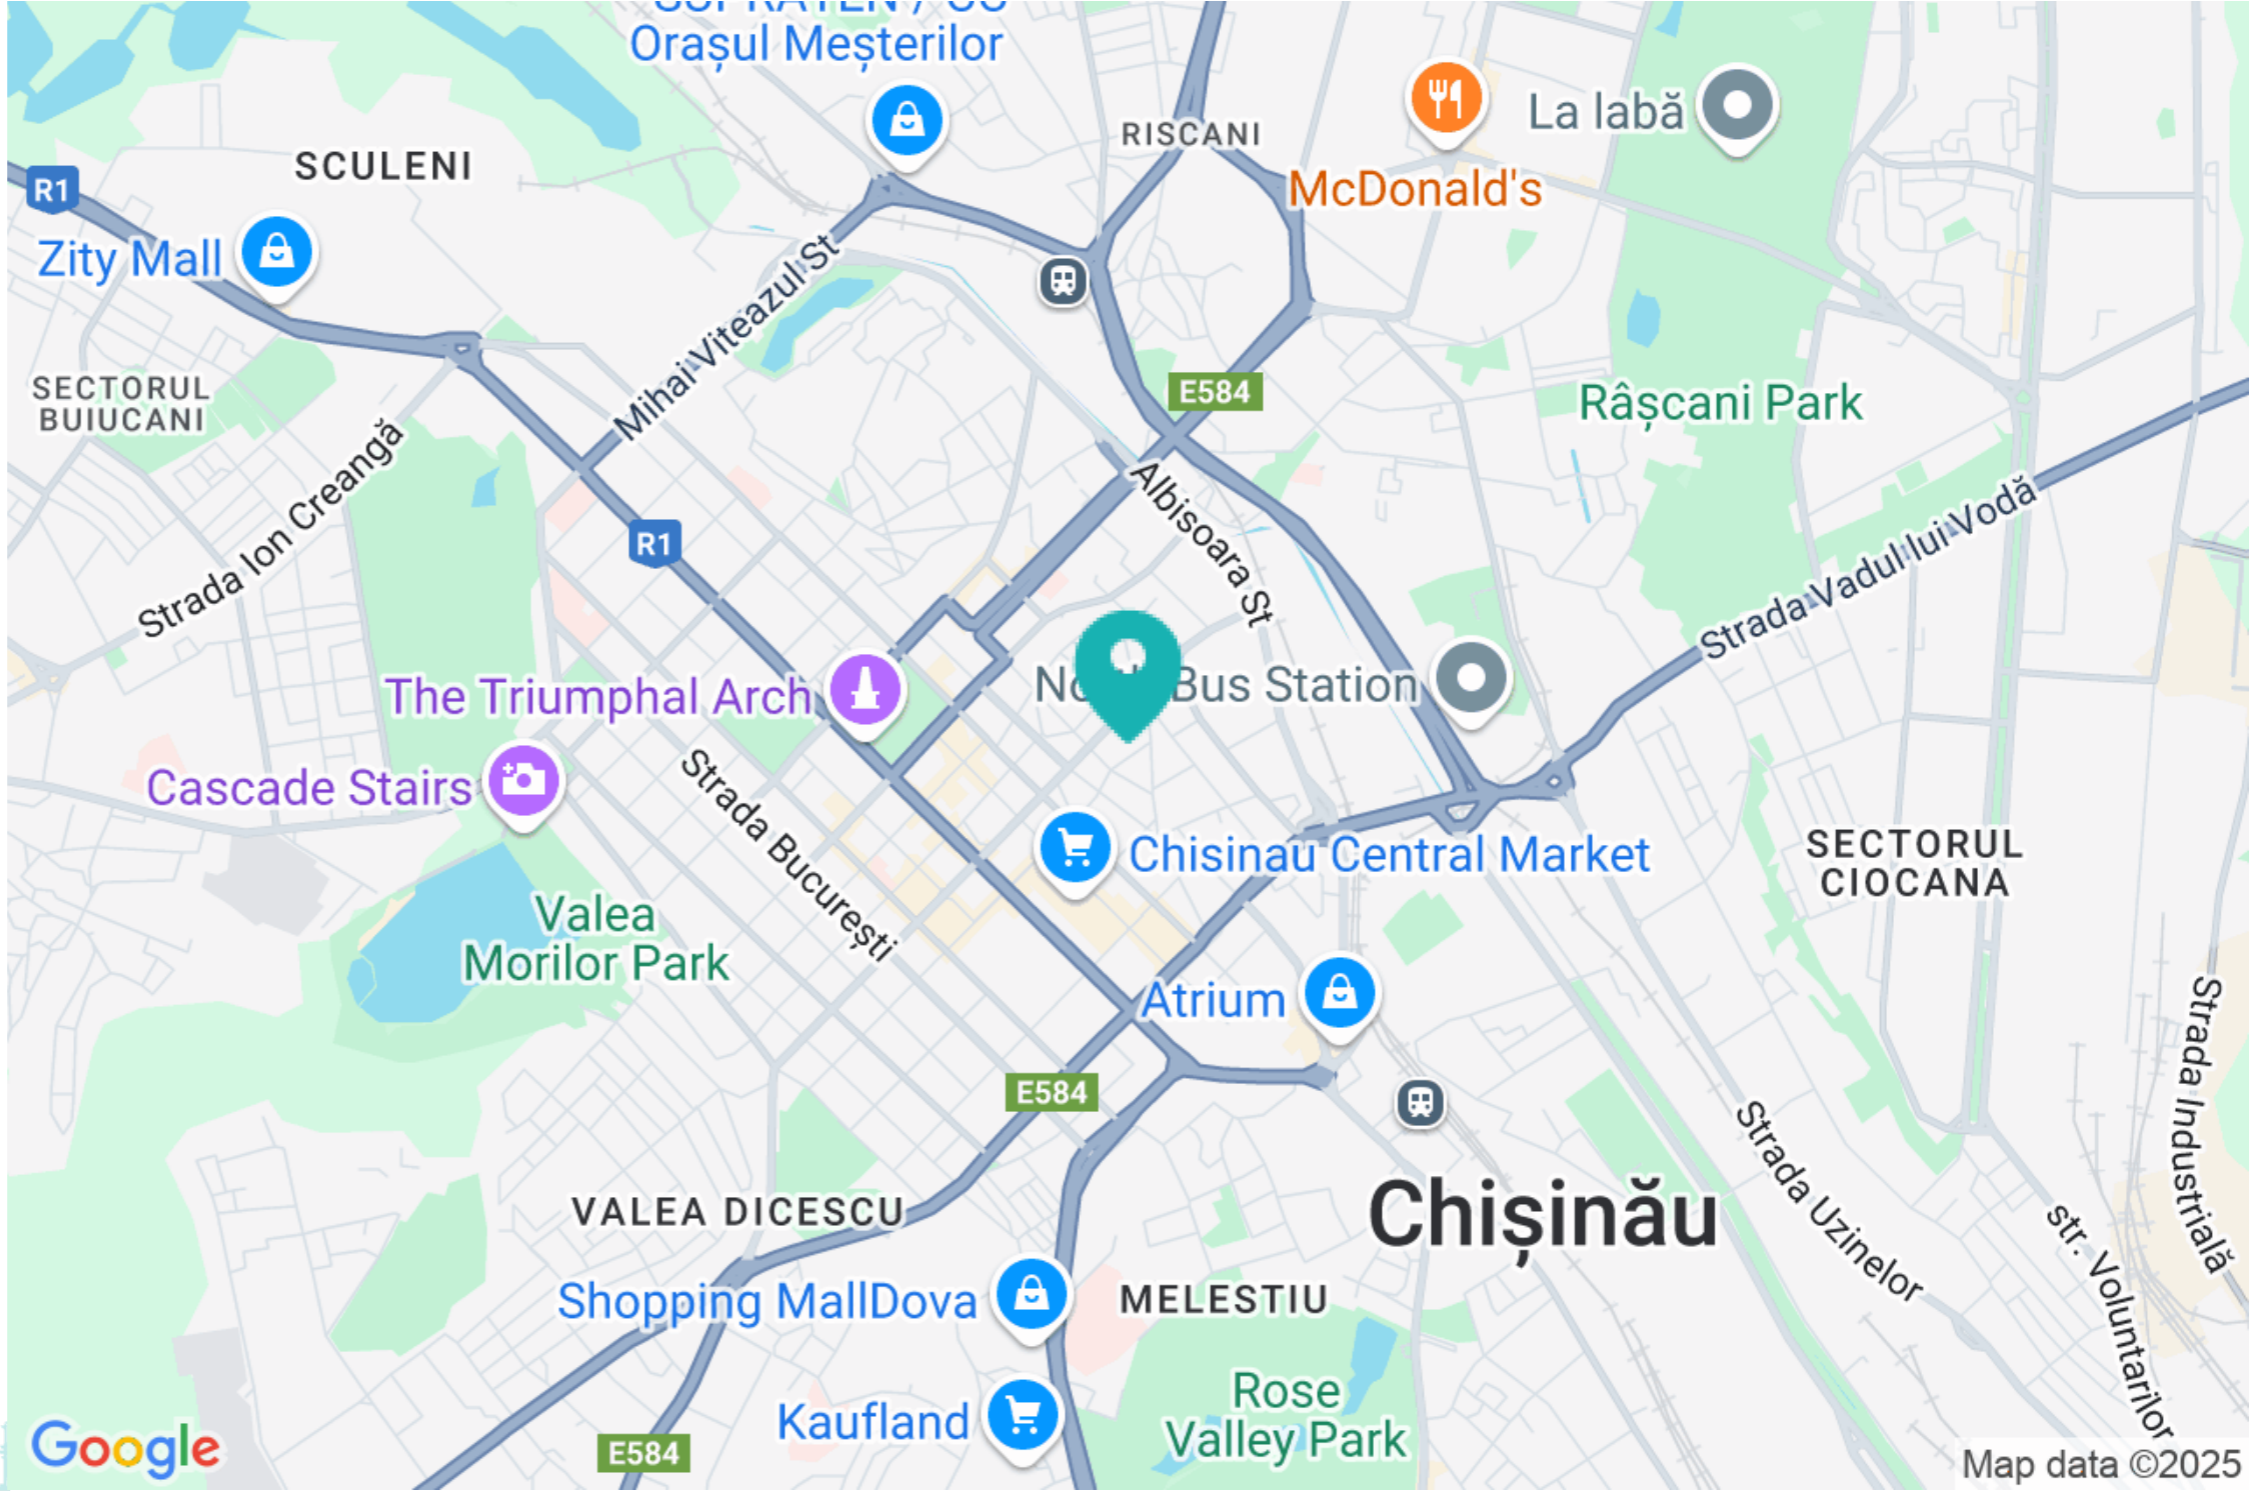 Orașul Meșterilor
RISCANI
La labă
McDonald's
SCULENI
R1
Zity Mall
Mihai Viteazul St
SECTORUL
BUIUCANI
Strada Ion Creangă
E584
Râșcani Park
Albisoara St
Strada Vadul lui Vodă
R1
The Triumphal Arch
Bus Station
Cascade Stairs
Strada București
Chisinau Central Market
SECTORUL
CIOCANA
Valea
Morilor Park
Atrium
E584
Strada Industrială
Strada Uzinelor
str. Voluntarilor
VALEA DICESCU
Chișinău
Shopping MallDova
MELESTIU
Rose
Valley Park
Kaufland
E584
Google
Map data ©2025